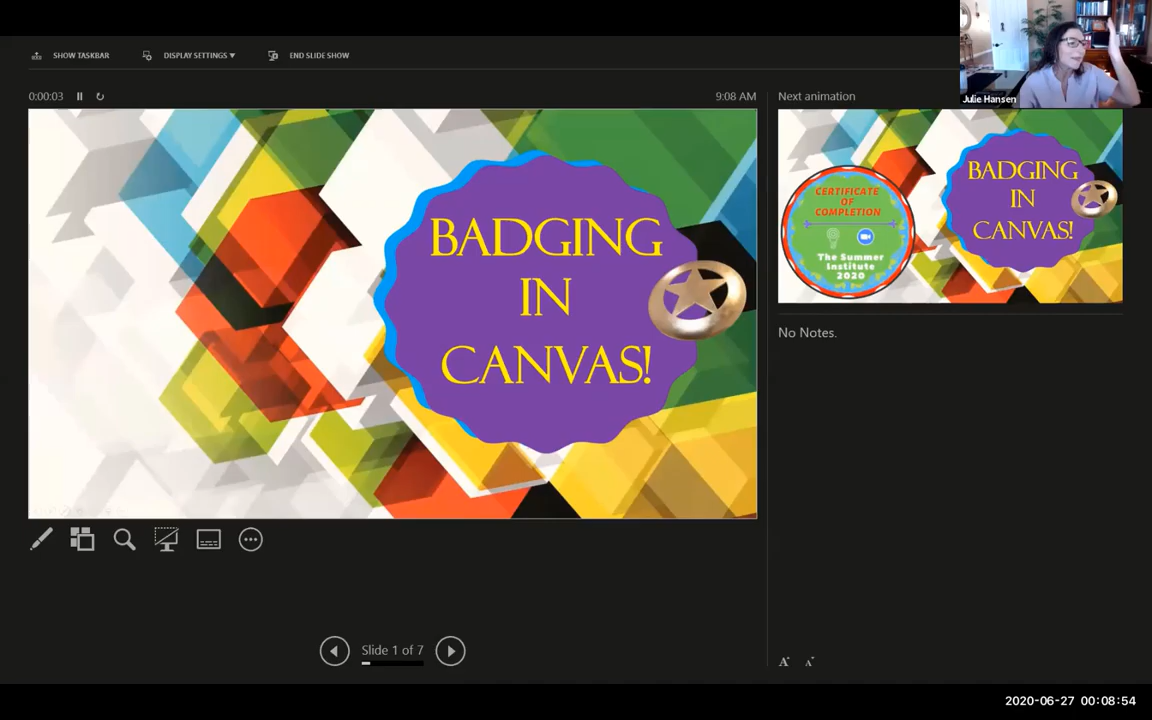 SHOW TASKBAR
DISPLAY SETTINGS ▾
END SLIDE SHOW
Julie Hansen
0:00:03
9:08 AM
Next animation
BADGING
IN
CANVAS!
CERTIFICATE
OF
COMPLETION
The Summer
Institute
2020
BADGING
IN
CANVAS!
No Notes.
Slide 1 of 7
A A
2020-06-27 00:08:54